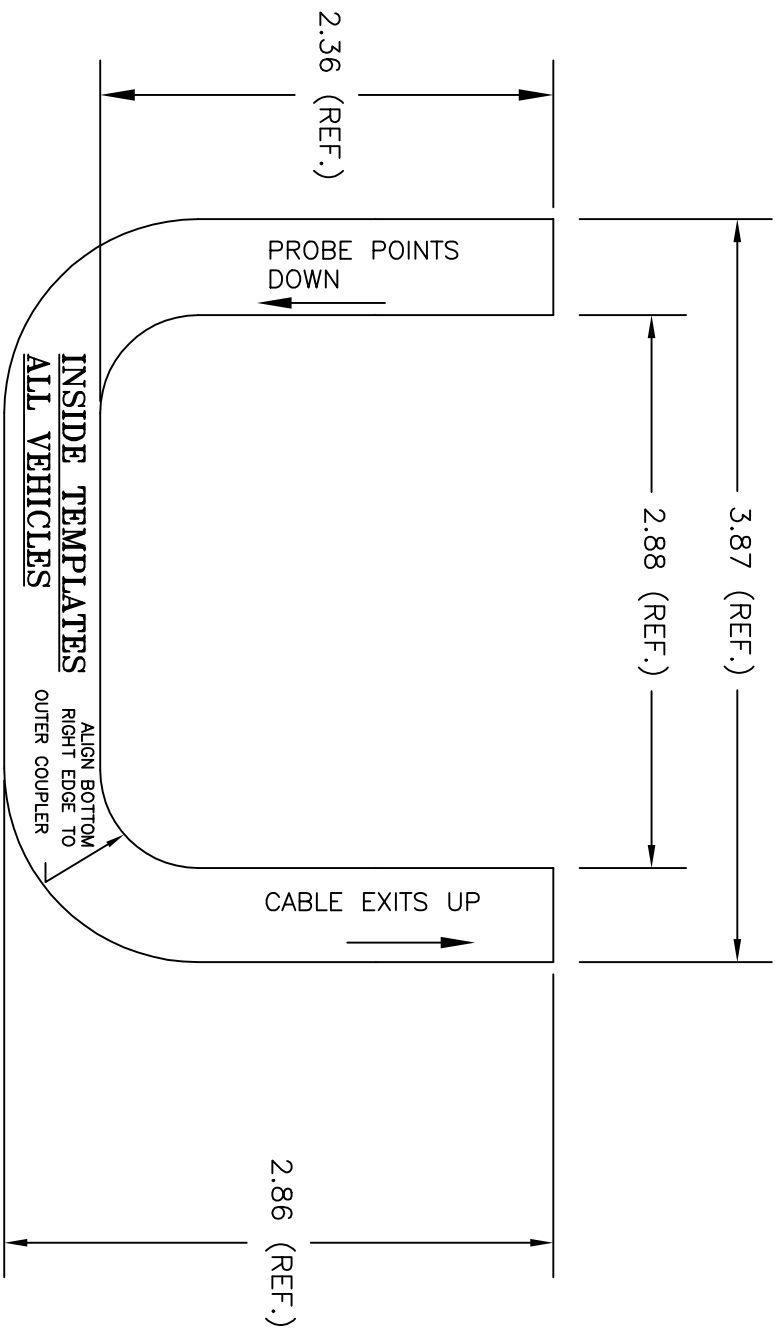 2.36 (REF.)
3.87 (REF.)
2.88 (REF.)
PROBE POINTS
DOWN
INSIDE TEMPLATES
ALL VEHICLES
ALIGN BOTTOM
RIGHT EDGE TO
OUTER COUPLER
CABLE EXITS UP
2.86 (REF.)